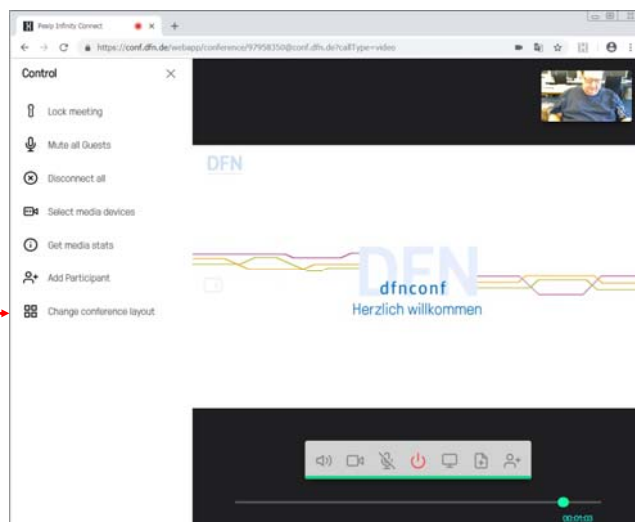 Pexip Infinity Connect
https://conf.dfn.de/webapp/conference/97958350@conf.dfn.de?callType=video
Control
Lock meeting
Mute all Guests
Disconnect all
Select media devices
Get media stats
Add Participant
Change conference layout
DFN
DFN
dfnconf
Herzlich willkommen
00:01:03